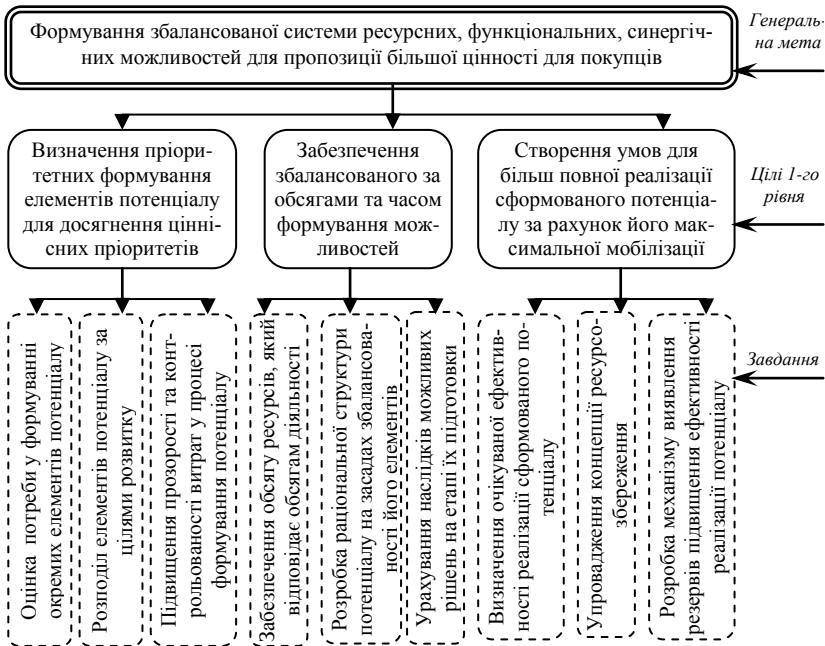 Формування збалансованої системи ресурсних, функціональних, синергіч-
них можливостей для пропозиції більшої цінності для покупців
Генераль-
на мета
Визначення пріори-
тетних формування
елементів потенціалу
для досягнення цінні-
сних пріоритетів
Забезпечення
збалансованого за
обсягами та часом
формування мож-
ливостей
Створення умов для
більш повної реалізації
сформованого потенціа-
лу за рахунок його мак-
симальної мобілізації
Цілі 1-го
рівня
Оцінка потреби у формуванні
окремих елементів потенціалу
Розподіл елементів потенціалу за
цілями розвитку
Підвищення прозорості та конт-
рольованості витрат у процесі
формування потенціалу
Забезпечення обсягу ресурсів, який
відповідає обсягам діяльності
Розробка раціональної структури
потенціалу на засадах збалансова-
ності його елементів
Урахування наслідків можливих
рішень на етапі їх підготовки
Визначення очікуваної ефектив-
ності реалізації сформованого по-
тенціалу
Упровадження концепції ресурсо-
збереження
Розробка механізму виявлення
резервів підвищення ефективності
реалізації потенціалу
Завдання